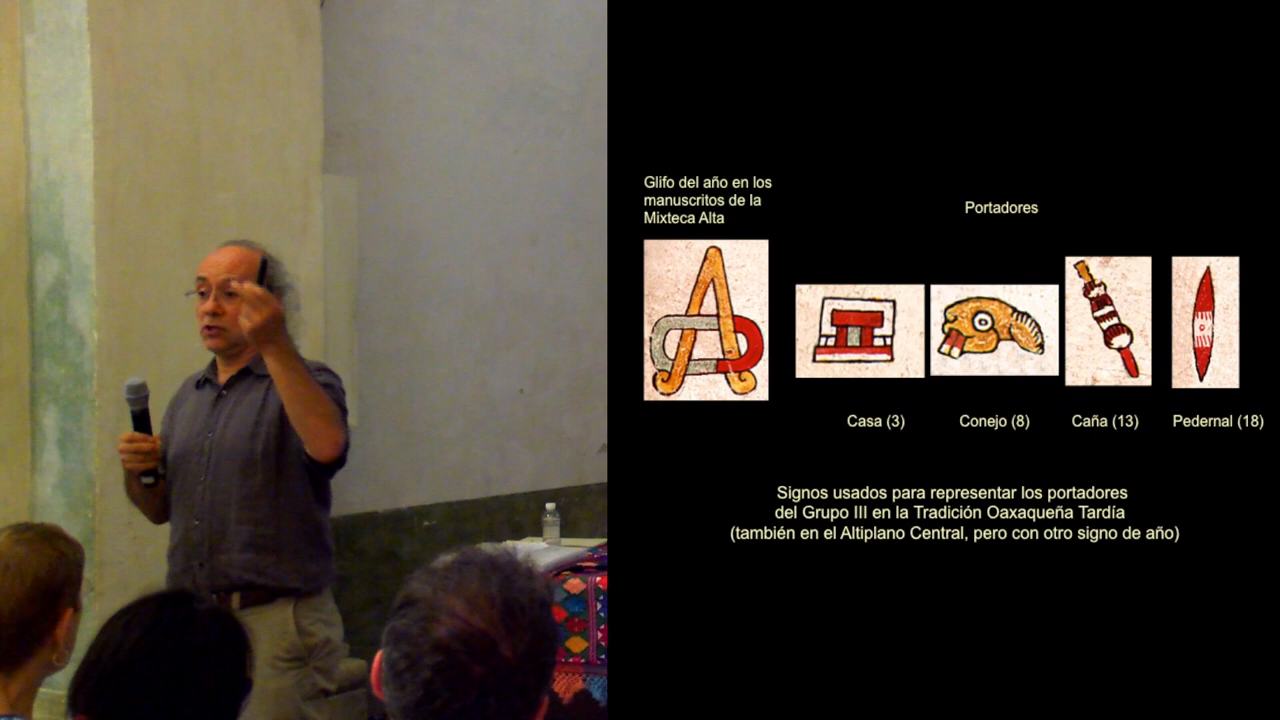 Glifo del año en los
manuscritos de la
Mixteca Alta
Portadores
Casa (3)
Conejo (8)
Caña (13)
Pedernal (18)
Signos usados para representar los portadores
del Grupo III en la Tradición Oaxaqueña Tardía
(también en el Altiplano Central, pero con otro signo de año)